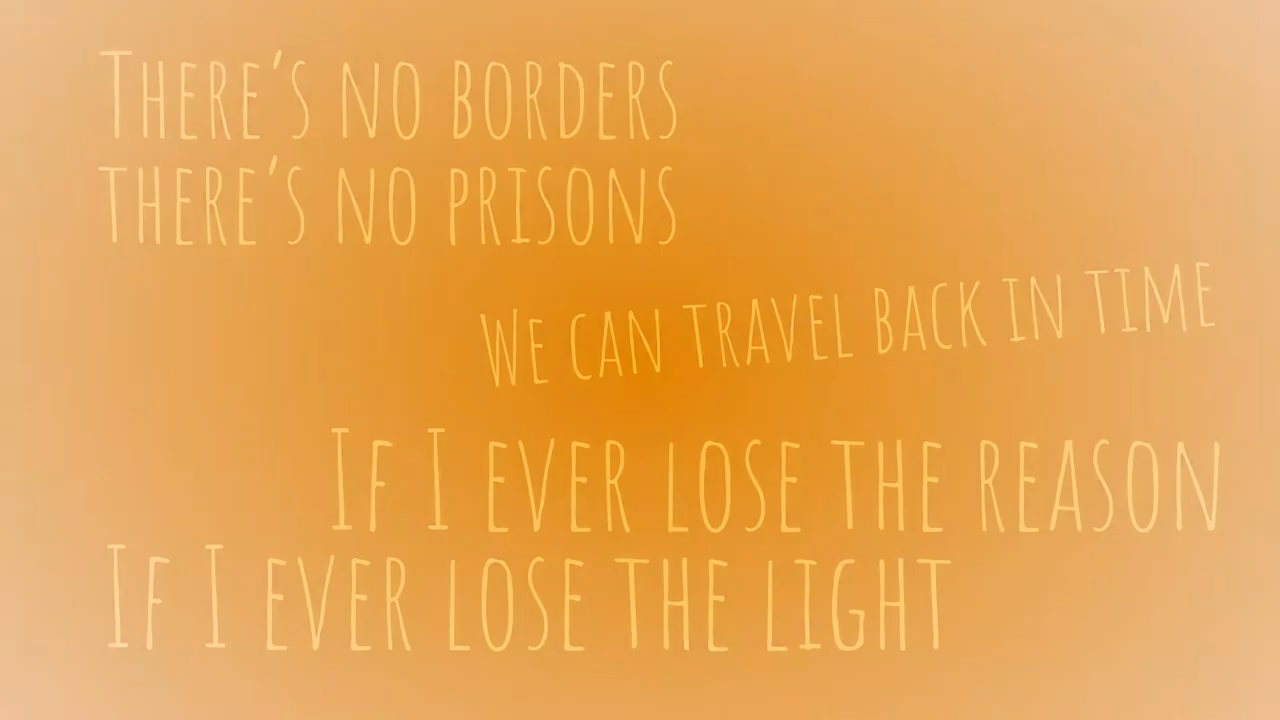 There's no borders
there's no prisons
We can travel back in time
If I ever lose the reason
If I ever lose the light